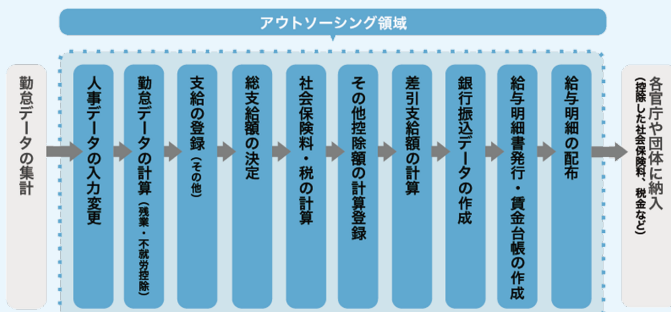 アウトソーシング領域
勤怠データの集計
人事データの入力変更
勤怠データの計算（残業・不就労控除）
支給の登録（その他）
総支給額の決定
社会保険料・税の計算
その他控除額の計算登録
差引支給額の計算
銀行振込データの作成
給与明細書発行・賃金台帳の作成
給与明細の配布
各官庁や団体に納入
（控除した社会保険料、税金など）